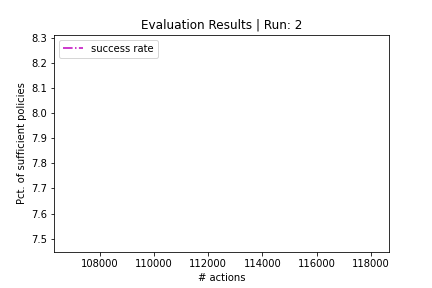 Evaluation Results | Run: 2
success rate
Pct. of sufficient policies
8.3
8.2
8.1
8.0
7.9
7.8
7.7
7.6
7.5
108000 110000 112000 114000 116000 118000
# actions